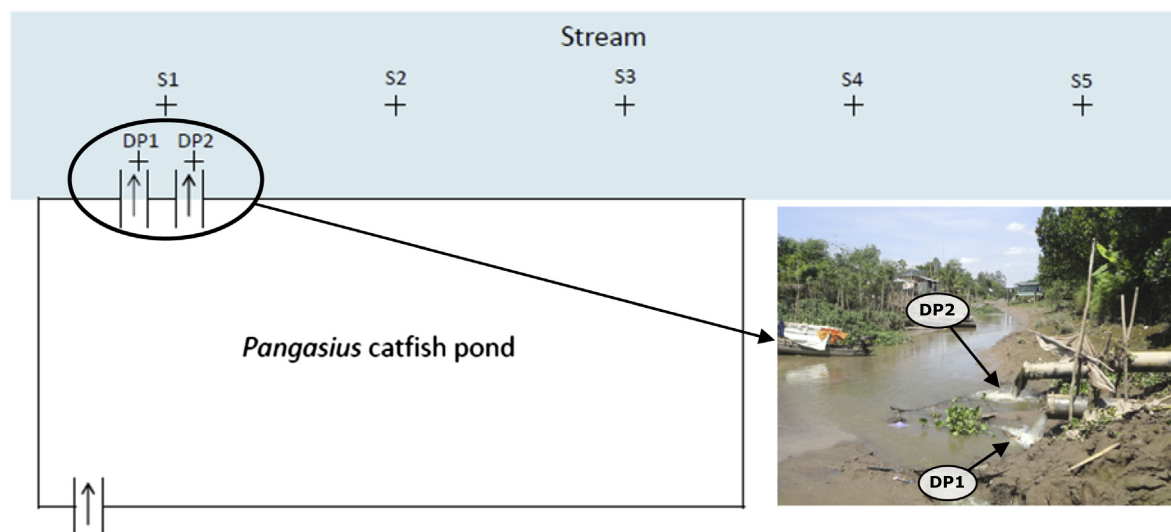 Stream
S1
S2
S3
S4
S5
DP1
DP2
Pangasius catfish pond
DP2
DP1